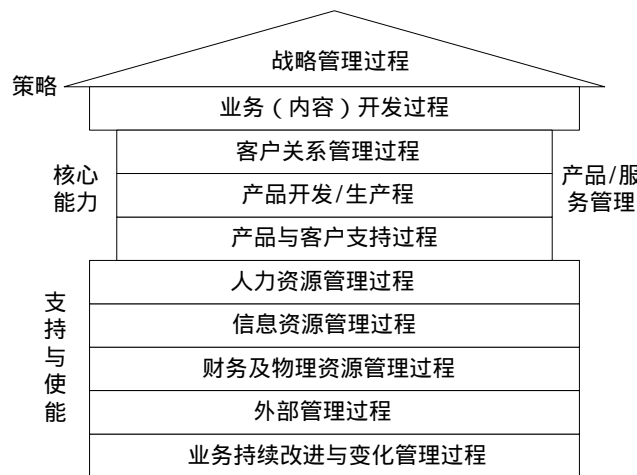 战略管理过程
策略
业务（内容）开发过程
客户关系管理过程
核心
能力
产品开发/生产程
产品/服
务管理
产品与客户支持过程
人力资源管理过程
支
持
与
使
能
信息资源管理过程
财务及物理资源管理过程
外部管理过程
业务持续改进与变化管理过程